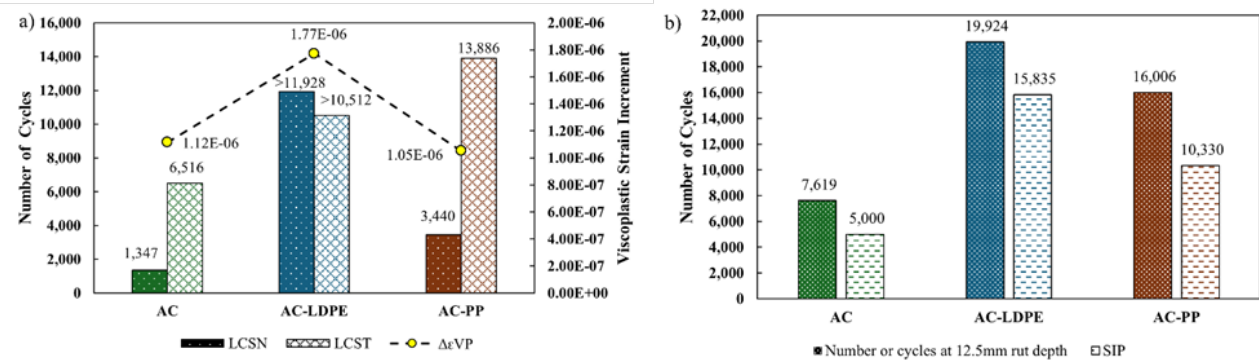 a)
16,000
14,000
12,000
10,000
8,000
6,000
4,000
2,000
0
Number of Cycles
1,347
6,516
1.12E-06
>11,928
>10,512
1.77E-06
3,440
13,886
1.05E-06
AC
AC-LDPE
AC-PP
2.00E-06
1.80E-06
1.60E-06
1.40E-06
1.20E-06
1.00E-06
8.00E-07
6.00E-07
4.00E-07
2.00E-07
0.00E+00
Viscoplastic Strain Increment
LCSN LCST ΔεVP
b)
22,000
20,000
18,000
16,000
14,000
12,000
10,000
8,000
6,000
4,000
2,000
0
Number of Cycles
7,619
5,000
19,924
15,835
16,006
10,330
AC
AC-LDPE
AC-PP
Number or cycles at 12.5mm rut depth SIP